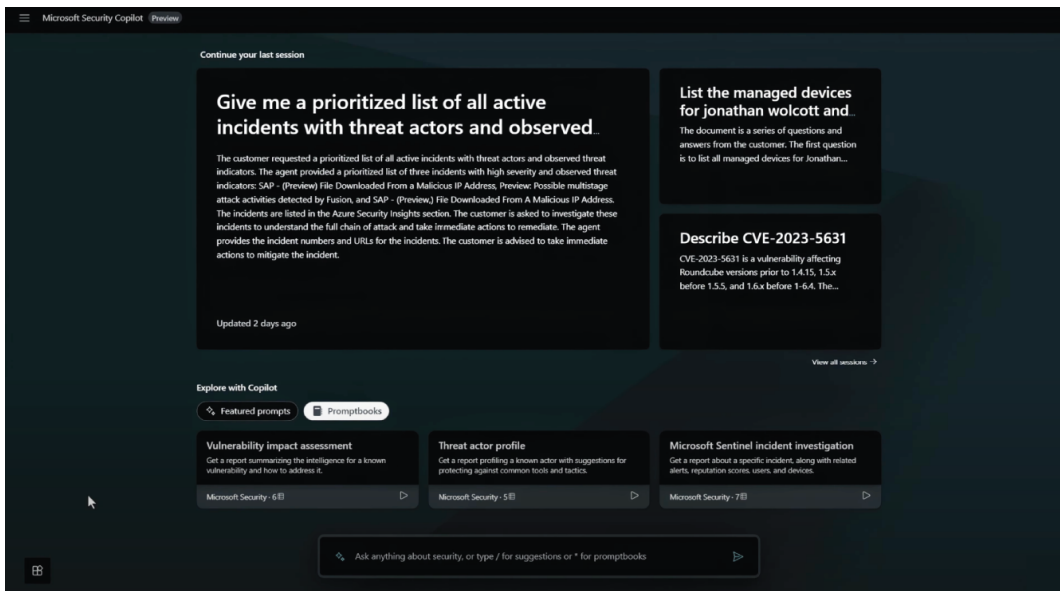 Microsoft Security Copilot Preview
Continue your last session
Give me a prioritized list of all active
incidents with threat actors and observed...
The customer requested a prioritized list of all active incidents with threat actors and observed threat
indicators. The agent provided a prioritized list of three incidents with high severity and observed threat
indicators: SAP - (Preview) File Downloaded From a Malicious IP Address, Preview: Possible multistage
attack activities detected by Fusion, and SAP - (Preview,) File Downloaded From A Malicious IP Address.
The incidents are listed in the Azure Security Insights section. The customer is asked to investigate these
incidents to understand the full chain of attack and take immediate actions to remediate. The agent
provides the incident numbers and URLs for the incidents. The customer is advised to take immediate
actions to mitigate the incident.
Updated 2 days ago
List the managed devices
for jonathan wolcott and...
The document is a series of questions and
answers from the customer. The first question
is to list all managed devices for Jonathan...
Describe CVE-2023-5631
CVE-2023-5631 is a vulnerability affecting
Roundcube versions prior to 1.4.15, 1.5.x
before 1.5.5, and 1.6.x before 1-6.4. The...
View all sessions →
Explore with Copilot
Featured prompts
Promptbooks
Vulnerability impact assessment
Get a report summarizing the intelligence for a known
vulnerability and how to address it.
Microsoft Security · 6
Threat actor profile
Get a report profiling a known actor with suggestions for
protecting against common tools and tactics.
Microsoft Security · 5
Microsoft Sentinel incident investigation
Get a report about a specific incident, along with related
alerts, reputation scores, users, and devices.
Microsoft Security · 7
Ask anything about security, or type / for suggestions or * for promptbooks